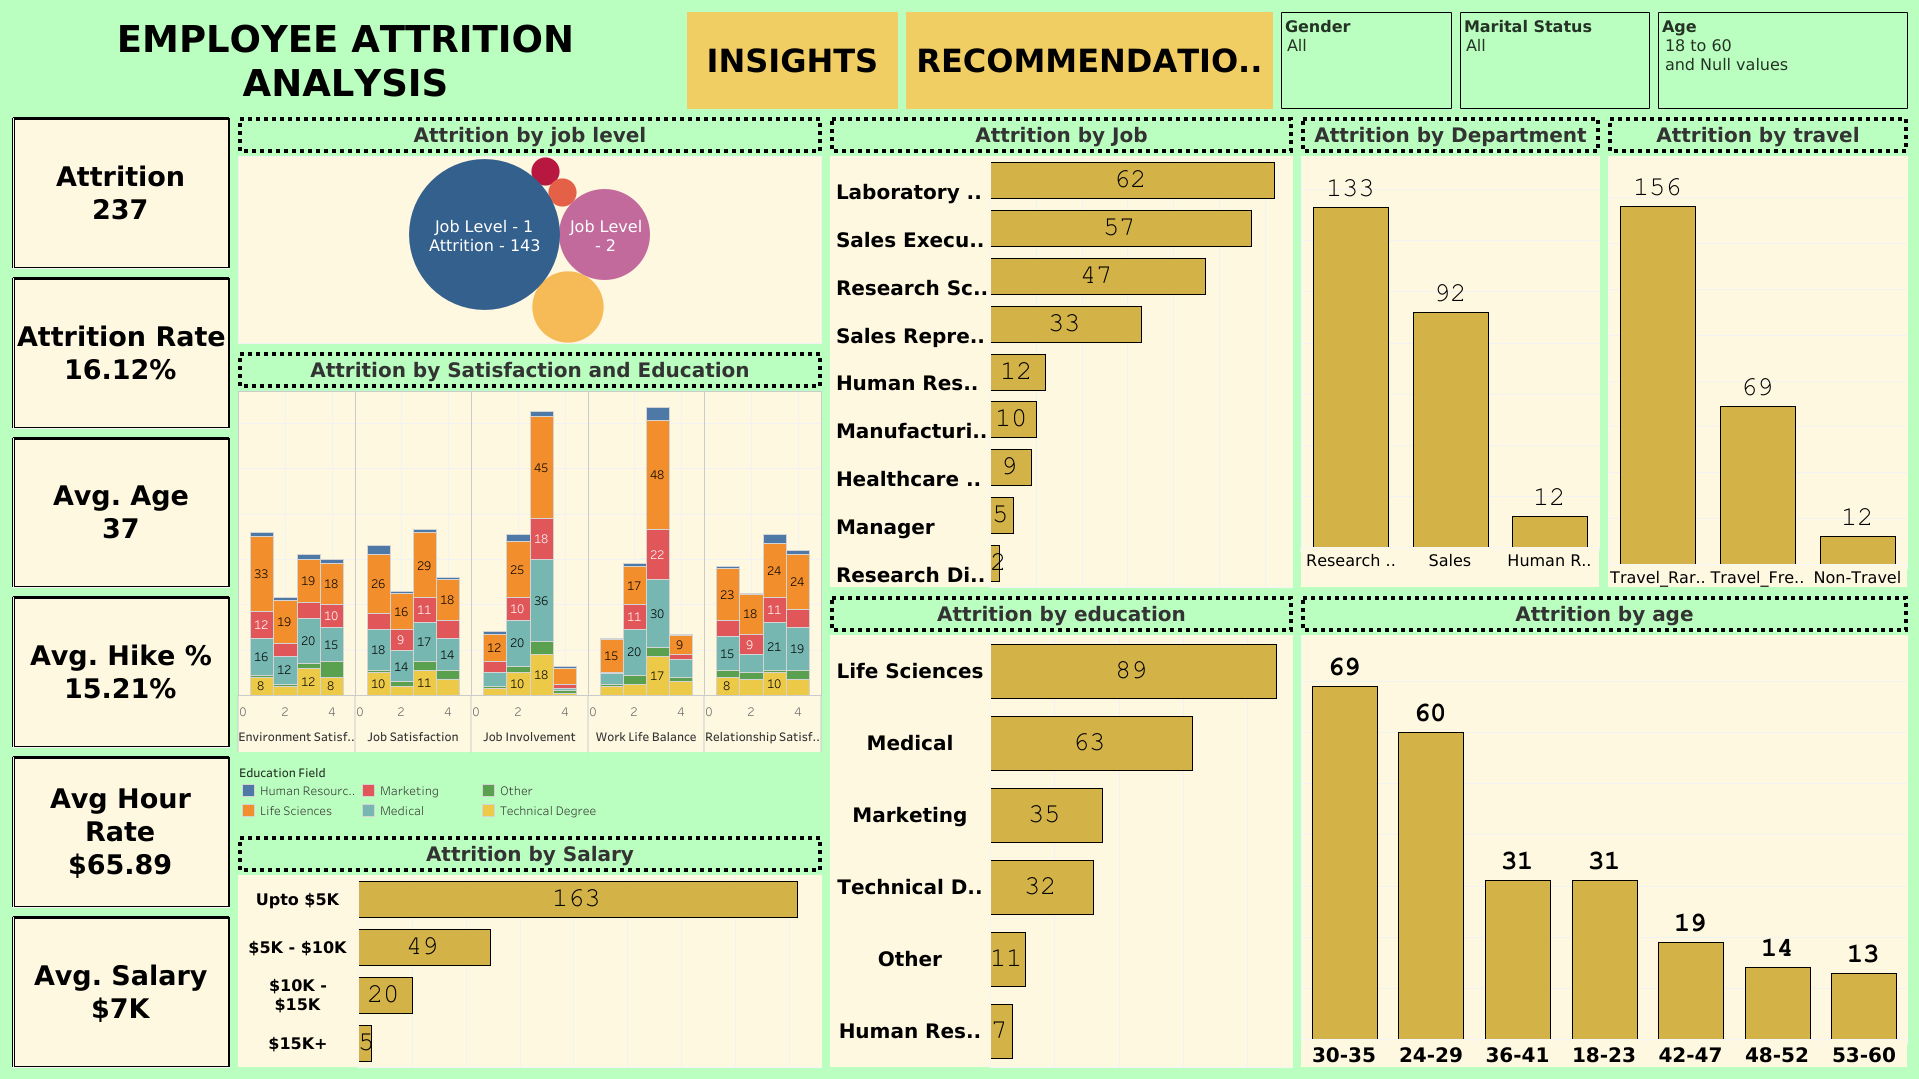 EMPLOYEE ATTRITION
ANALYSIS
INSIGHTS
RECOMMENDATIO..
Gender
All
Marital Status
All
Age
18 to 60
and Null values
Attrition
237
Attrition Rate
16.12%
Avg. Age
37
Avg. Hike %
15.21%
Avg Hour
Rate
$65.89
Avg. Salary
$7K
Attrition by job level
Job Level - 1
Attrition - 143
Job Level
- 2
Attrition by Satisfaction and Education
33
12
16
8
19
12
19
20
12
18
10
15
8
26
18
10
16
9
14
29
11
17
11
18
14
12
25
10
20
10
45
18
36
18
15
17
11
20
48
22
30
17
9
23
15
8
18
9
24
11
21
10
24
19
0 2 4 0 2 4 0 2 4 0 2 4 0 2 4
Environment Satisf.. Job Satisfaction Job Involvement Work Life Balance Relationship Satisf..
Education Field
Human Resourc.. Marketing Other
Life Sciences Medical Technical Degree
Attrition by Salary
Upto $5K 163
$5K - $10K 49
$10K -
$15K 20
$15K+ 5
Attrition by Job
Laboratory .. 62
Sales Execu.. 57
Research Sc.. 47
Sales Repre.. 33
Human Res.. 12
Manufacturi.. 10
Healthcare .. 9
Manager 5
Research Di.. 2
Attrition by education
Life Sciences 89
Medical 63
Marketing 35
Technical D.. 32
Other 11
Human Res.. 7
Attrition by Department
133
92
12
Research .. Sales Human R..
Attrition by travel
156
69
12
Travel_Rar.. Travel_Fre.. Non-Travel
Attrition by age
69
60
31
31
19
14
13
30-35 24-29 36-41 18-23 42-47 48-52 53-60